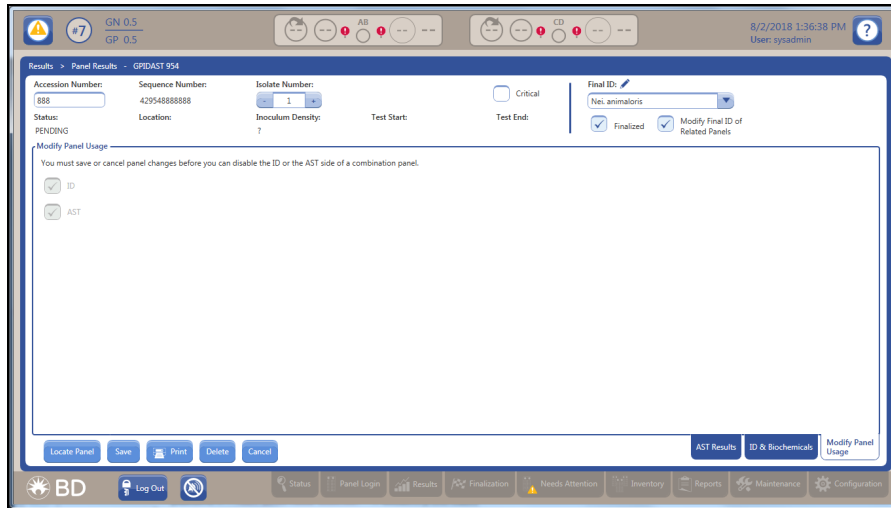 #7
GN 0.5
GP 0.5
-- -- AB -- --
-- -- CD -- --
8/2/2018 1:36:38 PM
User: sysadmin
?
Results > Panel Results - GPIDAST 954
Accession Number:
Sequence Number:
Isolate Number:
Final ID:
888
429548888888
- 1 +
Critical
Nei. animaloris
Status:
Location:
Inoculum Density:
Test Start:
Test End:
Finalized
Modify Final ID of
Related Panels
PENDING
?
Modify Panel Usage
You must save or cancel panel changes before you can disable the ID or the AST side of a combination panel.
ID
AST
Locate Panel
Save
Print
Delete
Cancel
AST Results
ID & Biochemicals
Modify Panel
Usage
BD
Log Out
Status
Panel Login
Results
Finalization
Needs Attention
Inventory
Reports
Maintenance
Configuration